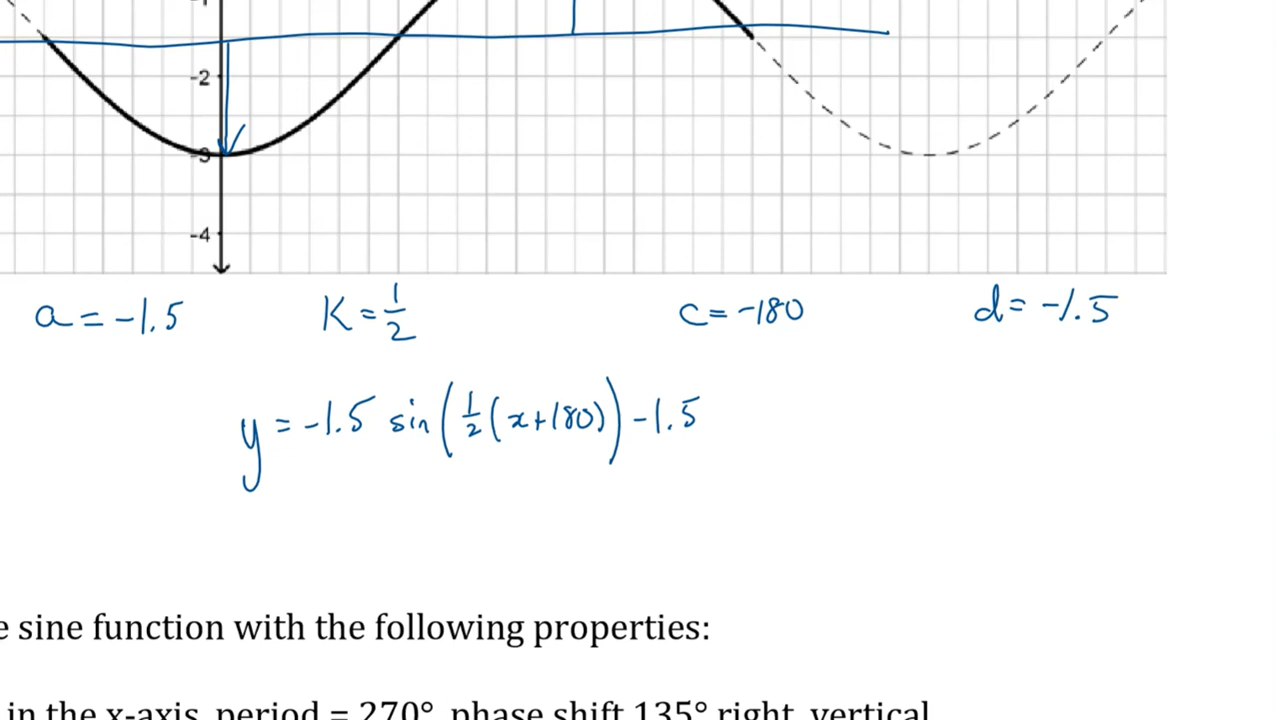 -1
-2
-3
-4
a = -1.5 K = 1/2 c = -180 d = -1.5
y = -1.5 sin(1/2(x+180)) -1.5
e sine function with the following properties:
in the x-axis, period = 270°, phase shift 135° right, vertical